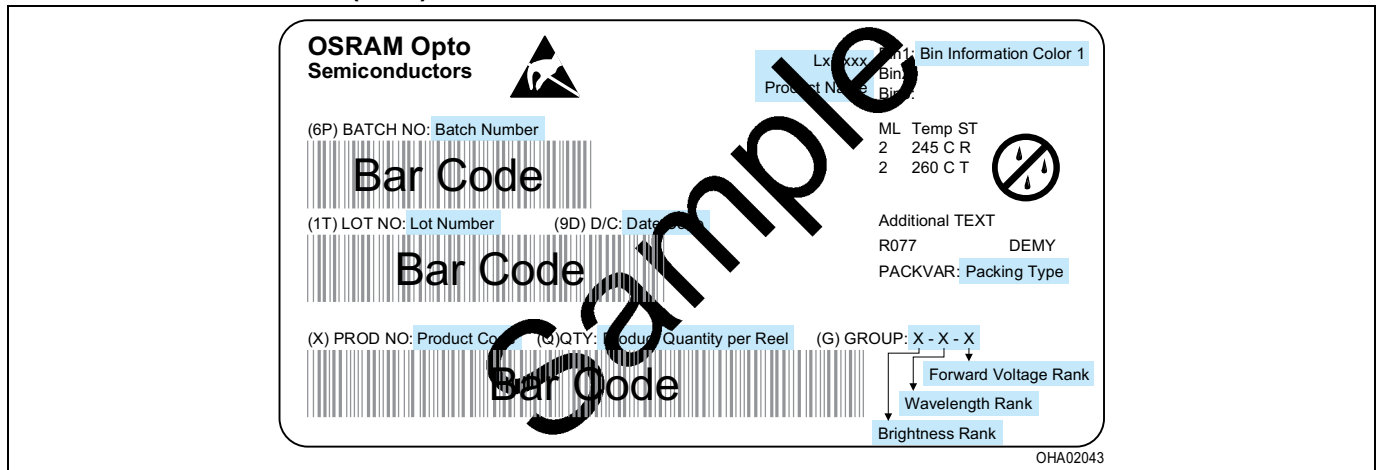 OSRAM Opto
Semiconductors
Bin1: Bin Information Color 1
Product Name
(6P) BATCH NO: Batch Number
Bar Code
ML Temp ST
2 245 C R
2 260 C T
(1T) LOT NO: Lot Number (9D) D/C: Date
Bar Code
Additional TEXT
R077 DEMY
PACKVAR: Packing Type
(X) PROD NO: Product Code (Q)QTY: Product Quantity per Reel (G) GROUP: X - X - X
Bar Code
Forward Voltage Rank
Wavelength Rank
Brightness Rank
Sample
OHA02043